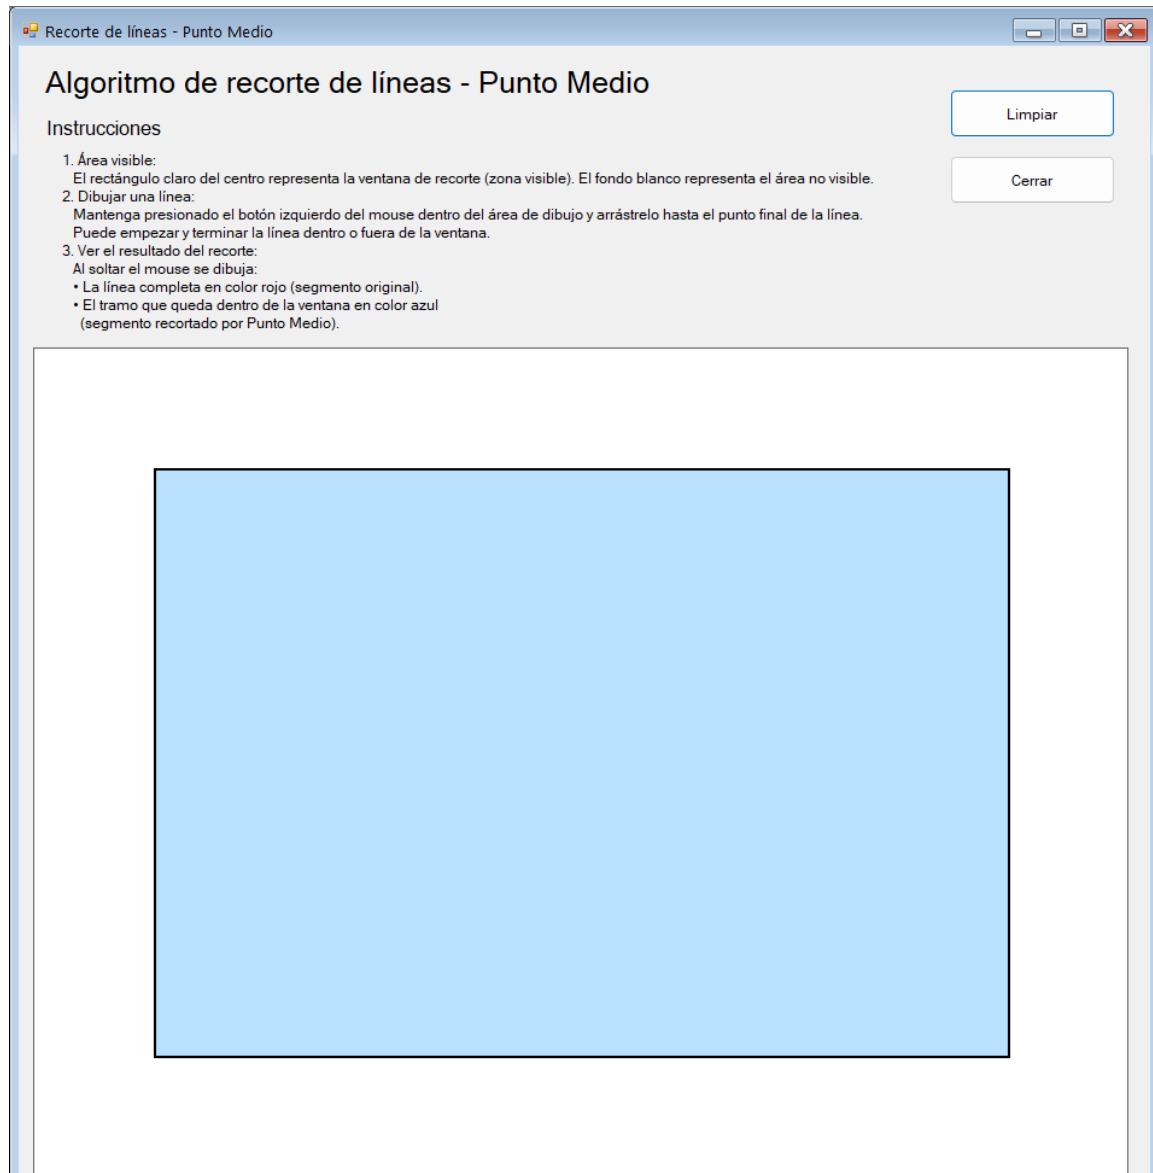 Recorte de líneas - Punto Medio
Algoritmo de recorte de líneas - Punto Medio
Limpiar
Instrucciones
1. Área visible:
El rectángulo claro del centro representa la ventana de recorte (zona visible). El fondo blanco representa el área no visible.
Cerrar
2. Dibujar una línea:
Mantenga presionado el botón izquierdo del mouse dentro del área de dibujo y arrástrelo hasta el punto final de la línea.
Puede empezar y terminar la línea dentro o fuera de la ventana.
3. Ver el resultado del recorte:
Al soltar el mouse se dibuja:
• La línea completa en color rojo (segmento original).
• El tramo que queda dentro de la ventana en color azul
(segmento recortado por Punto Medio).